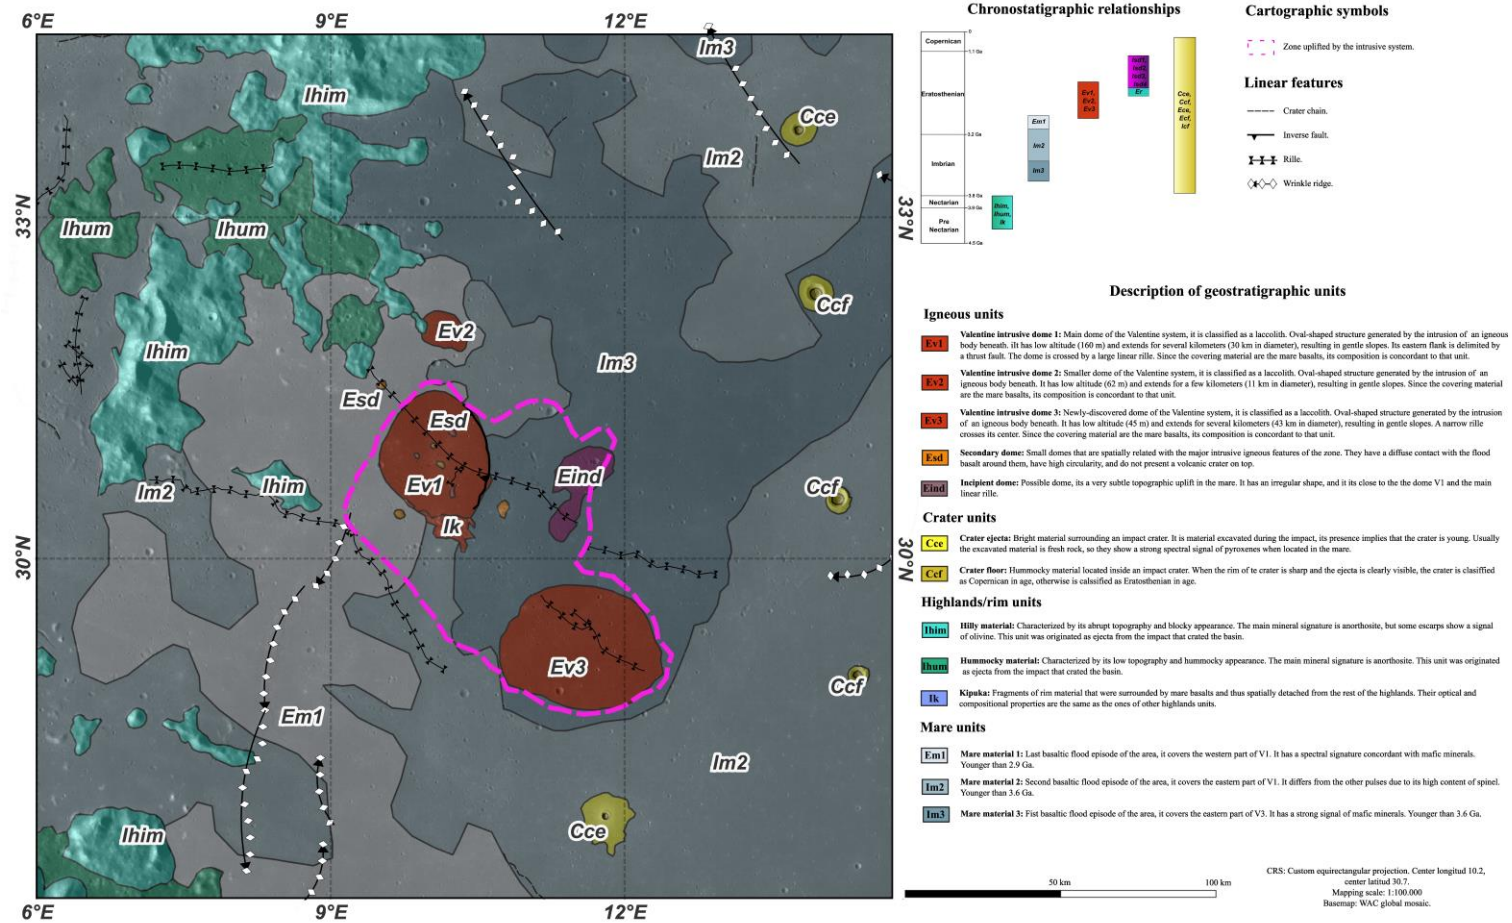 6°E
9°E
12°E
33°N
30°N
6°E
9°E
12°E
33°N
30°N
Im3
Ihim
Cce
Im2
Ihum
Ihum
Ccf
Ev2
Ihim
Im3
Esd
Esd
Eind
Ev1
Im2
Ihim
Ccf
Ik
Ev3
Ccf
Em1
Im2
Ihim
Cce
Chronostatigraphic relationships
Copernican
Eratosthenian
Imbrian
Nectarian
Pre
Nectarian
0
1.1 Ga
3.2 Ga
3.8 Ga
3.9 Ga
4.5 Ga
Ihim,
Ihum,
Ik
Em1
Im2
Im3
Ev1,
Ev2,
Ev3
Er
Cce,
Ccf,
Ece,
Ecf,
Icf
Cartographic symbols
Zone uplifted by the intrusive system.
Linear features
Crater chain.
Inverse fault.
Rille.
Wrinkle ridge.
Description of geostratigraphic units
Igneous units
Ev1
Valentine intrusive dome 1: Main dome of the Valentine system, it is classified as a laccolith. Oval-shaped structure generated by the intrusion of an igneous
body beneath. iIt has low altitude (160 m) and extends for several kilometers (30 km in diameter), resulting in gentle slopes. Its eastern flank is delimited by
a thrust fault. The dome is crossed by a large linear rille. Since the covering material are the mare basalts, its composition is concordant to that unit.
Ev2
Valentine intrusive dome 2: Smaller dome of the Valentine system, it is classified as a laccolith. Oval-shaped structure generated by the intrusion of an
igneous body beneath. It has low altitude (62 m) and extends for a few kilometers (11 km in diameter), resulting in gentle slopes. Since the covering material
are the mare basalts, its composition is concordant to that unit.
Ev3
Valentine intrusive dome 3: Newly-discovered dome of the Valentine system, it is classified as a laccolith. Oval-shaped structure generated by the intrusion
of an igneous body beneath. It has low altitude (45 m) and extends for several kilometers (43 km in diameter), resulting in gentle slopes. A narrow rille
crosses its center. Since the covering material are the mare basalts, its composition is concordant to that unit.
Esd
Secondary dome: Small domes that are spatially related with the major intrusive igneous features of the zone. They have a diffuse contact with the flood
basalt around them, have high circularity, and do not present a volcanic crater on top.
Eind
Incipient dome: Possible dome, its a very subtle topographic uplift in the mare. It has an irregular shape, and it its close to the the dome V1 and the main
linear rille.
Crater units
Cce
Crater ejecta: Bright material surrounding an impact crater. It is material excavated during the impact, its presence implies that the crater is young. Usually
the excavated material is fresh rock, so they show a strong spectral signal of pyroxenes when located in the mare.
Ccf
Crater floor: Hummocky material located inside an impact crater. When the rim of te crater is sharp and the ejecta is clearly visible, the crater is claisffied
as Copernican in age, otherwise is calssified as Eratosthenian in age.
Highlands/rim units
Ihim
Hilly material: Characterized by its abrupt topography and blocky appearance. The main mineral signature is anorthosite, but some escarps show a signal
of olivine. This unit was originated as ejecta from the impact that crated the basin.
Ihum
Hummocky material: Characterized by its low topography and hummocky appearance. The main mineral signature is anorthosite. This unit was originated
as ejecta from the impact that crated the basin.
Ik
Kipuka: Fragments of rim material that were surrounded by mare basalts and thus spatially detached from the rest of the highlands. Their optical and
compositional properties are the same as the ones of other highlands units.
Mare units
Em1
Mare material 1: Last basaltic flood episode of the area, it covers the western part of V1. It has a spectral signature concordant with mafic minerals.
Younger than 2.9 Ga.
Im2
Mare material 2: Second basaltic flood episode of the area, it covers the eastern part of V1. It differs from the other pulses due to its high content of spinel.
Younger than 3.6 Ga.
Im3
Mare material 3: Fist basaltic flood episode of the area, it covers the eastern part of V3. It has a strong signal of mafic minerals. Younger than 3.6 Ga.
50 km
100 km
CRS: Custom equirectangular projection. Center longitud 10.2,
center latitud 30.7.
Mapping scale: 1:100.000
Basemap: WAC global mosaic.